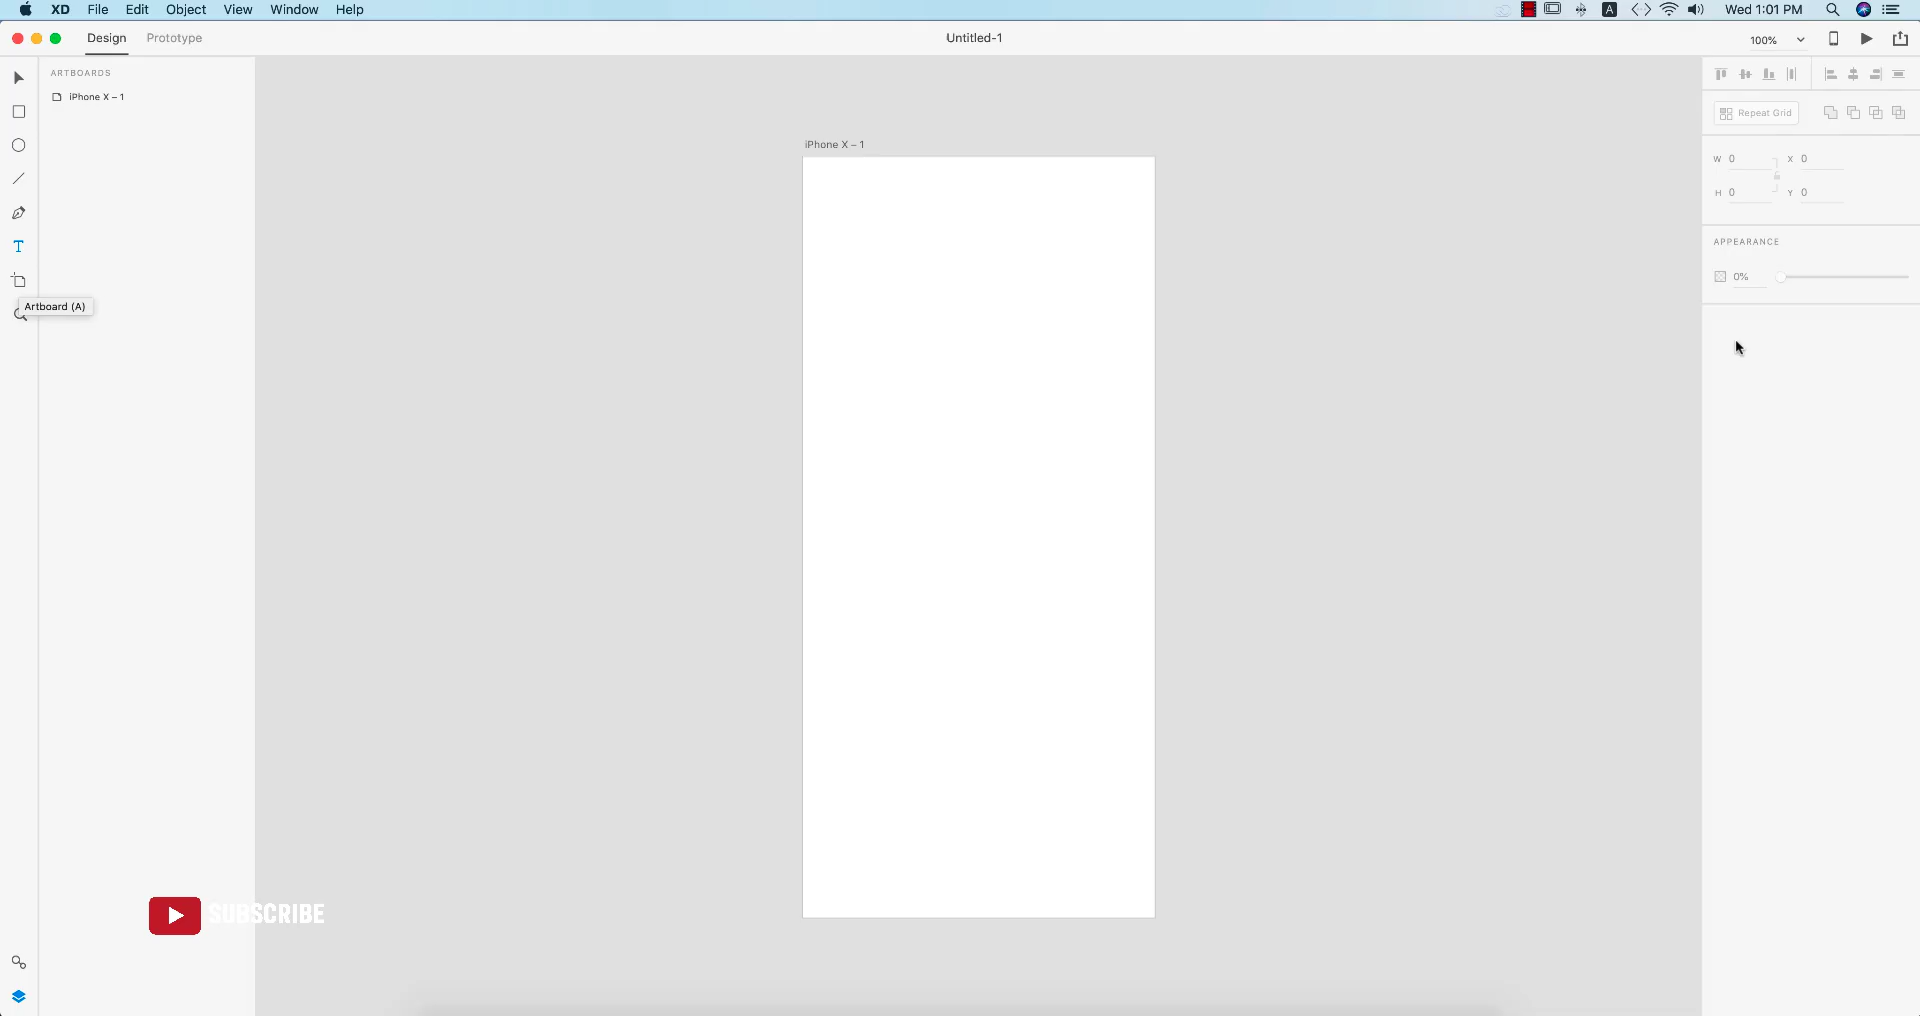 XD File Edit Object View Window Help
A
Wed 1:01 PM
Design Prototype
Untitled-1
100%
ARTBOARDS
iPhone X – 1
iPhone X – 1
T
Artboard (A)
Repeat Grid
W 0 X 0
H 0 Y 0
APPEARANCE
0%
SUBSCRIBE